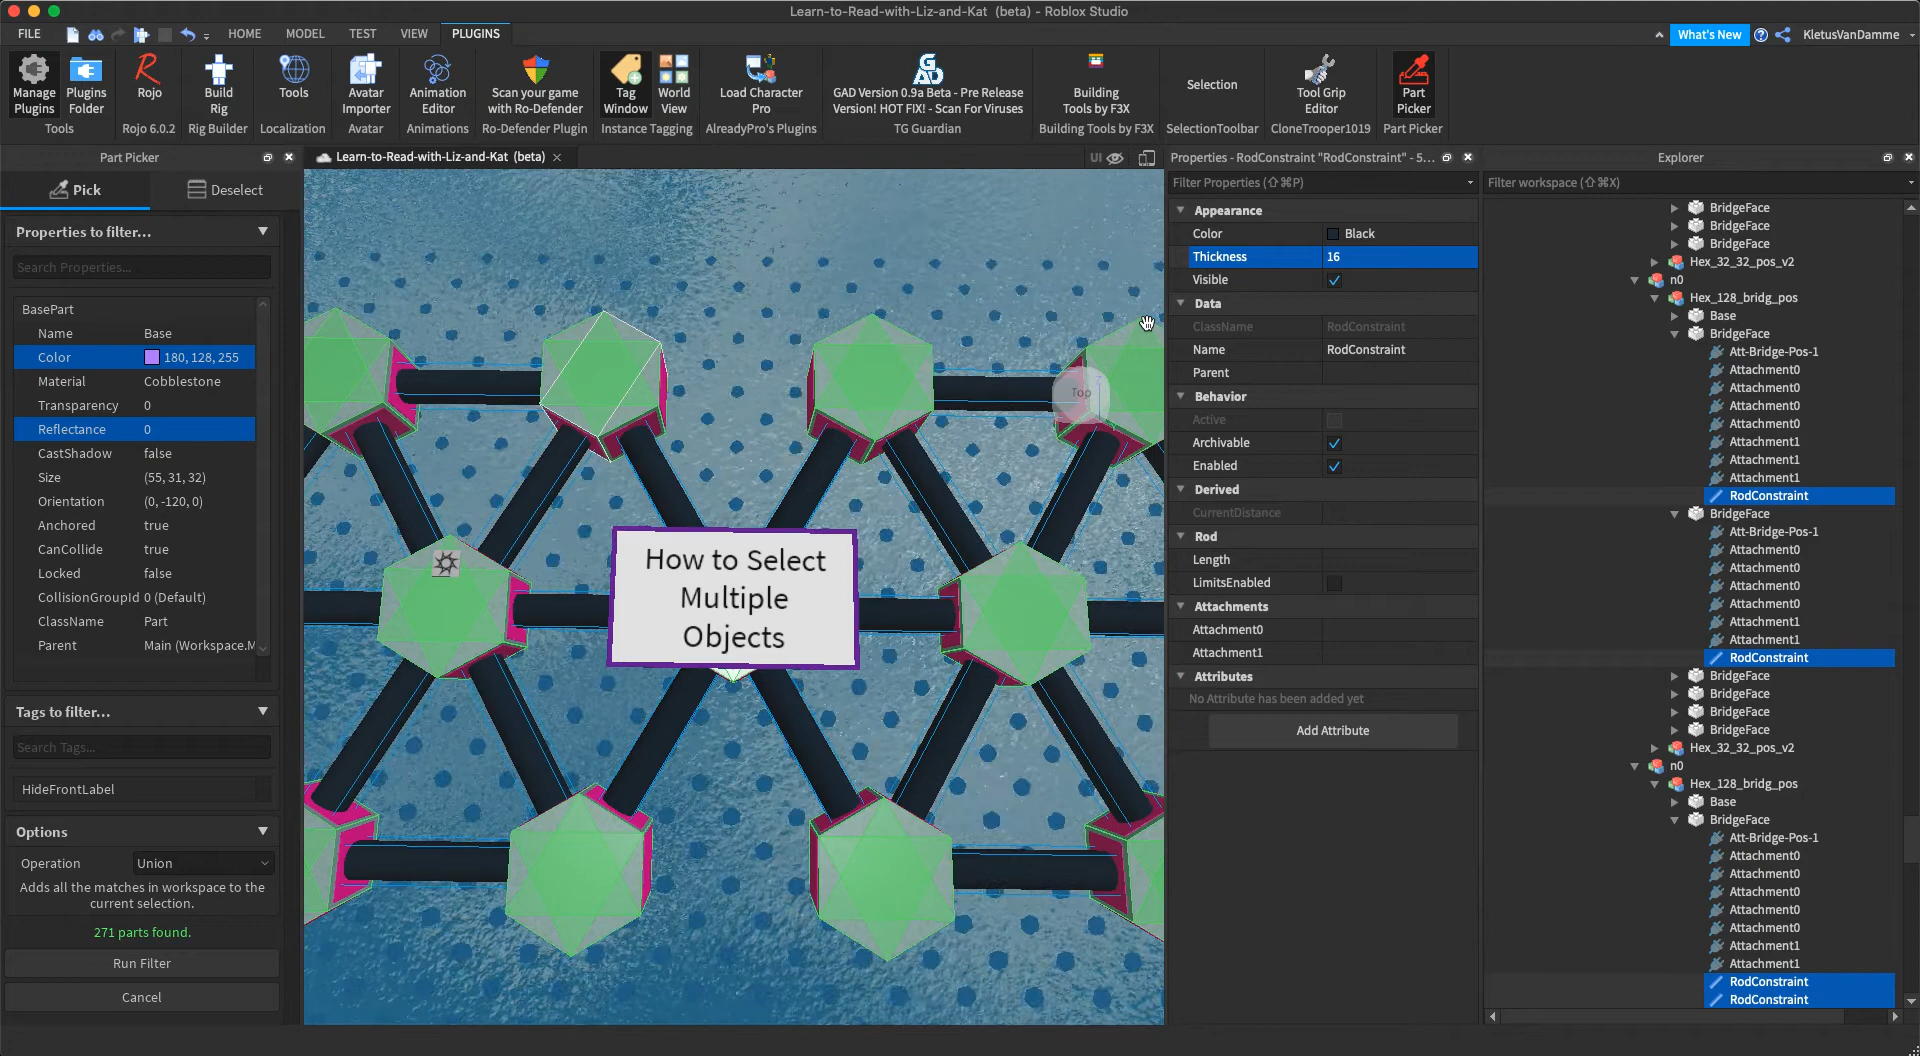 Learn-to-Read-with-Liz-and-Kat (beta) - Roblox Studio
FILE HOME MODEL TEST VIEW PLUGINS What's New KletusVanDamme
Manage Plugins
Plugins Folder
Tools
Rojo
Rojo 6.0.2
Build Rig
Rig Builder
Tools
Localization
Avatar Importer
Avatar
Animation Editor
Animations
Scan your game
with Ro-Defender
Ro-Defender Plugin
Tag Window
World View
Instance Tagging
Load Character
Pro
AlreadyPro's Plugins
GAD
GAD Version 0.9a Beta - Pre Release
Version! HOT FIX! - Scan For Viruses
TG Guardian
Building
Tools by F3X
Building Tools by F3X
Selection
SelectionToolbar
Tool Grip
Editor
CloneTrooper1019
Part
Picker
Part Picker
Part Picker
Pick Deselect
Properties to filter...
Search Properties...
BasePart
Name Base
Color 180, 128, 255
Material Cobblestone
Transparency 0
Reflectance 0
CastShadow false
Size (55, 31, 32)
Orientation (0, -120, 0)
Anchored true
CanCollide true
Locked false
CollisionGroupId 0 (Default)
ClassName Part
Parent Main (Workspace.M
Tags to filter...
Search Tags...
HideFrontLabel
Options
Operation Union
Adds all the matches in workspace to the
current selection.
271 parts found.
Run Filter
Cancel
Learn-to-Read-with-Liz-and-Kat (beta)
UI
Top
How to Select
Multiple
Objects
Properties - RodConstraint "RodConstraint" - 5...
Filter Properties (⇧⌘P)
Appearance
Color Black
Thickness 16
Visible
Data
ClassName RodConstraint
Name RodConstraint
Parent
Behavior
Active
Archivable
Enabled
Derived
CurrentDistance
Rod
Length
LimitsEnabled
Attachments
Attachment0
Attachment1
Attributes
No Attribute has been added yet
Add Attribute
Explorer
Filter workspace (⇧⌘X)
BridgeFace
BridgeFace
BridgeFace
Hex_32_32_pos_v2
n0
Hex_128_bridg_pos
Base
BridgeFace
Att-Bridge-Pos-1
Attachment0
Attachment0
Attachment0
Attachment0
Attachment1
Attachment1
Attachment1
RodConstraint
BridgeFace
Att-Bridge-Pos-1
Attachment0
Attachment0
Attachment0
Attachment0
Attachment1
Attachment1
RodConstraint
BridgeFace
BridgeFace
BridgeFace
BridgeFace
Hex_32_32_pos_v2
n0
Hex_128_bridg_pos
Base
BridgeFace
Att-Bridge-Pos-1
Attachment0
Attachment0
Attachment0
Attachment0
Attachment0
Attachment1
Attachment1
RodConstraint
RodConstraint